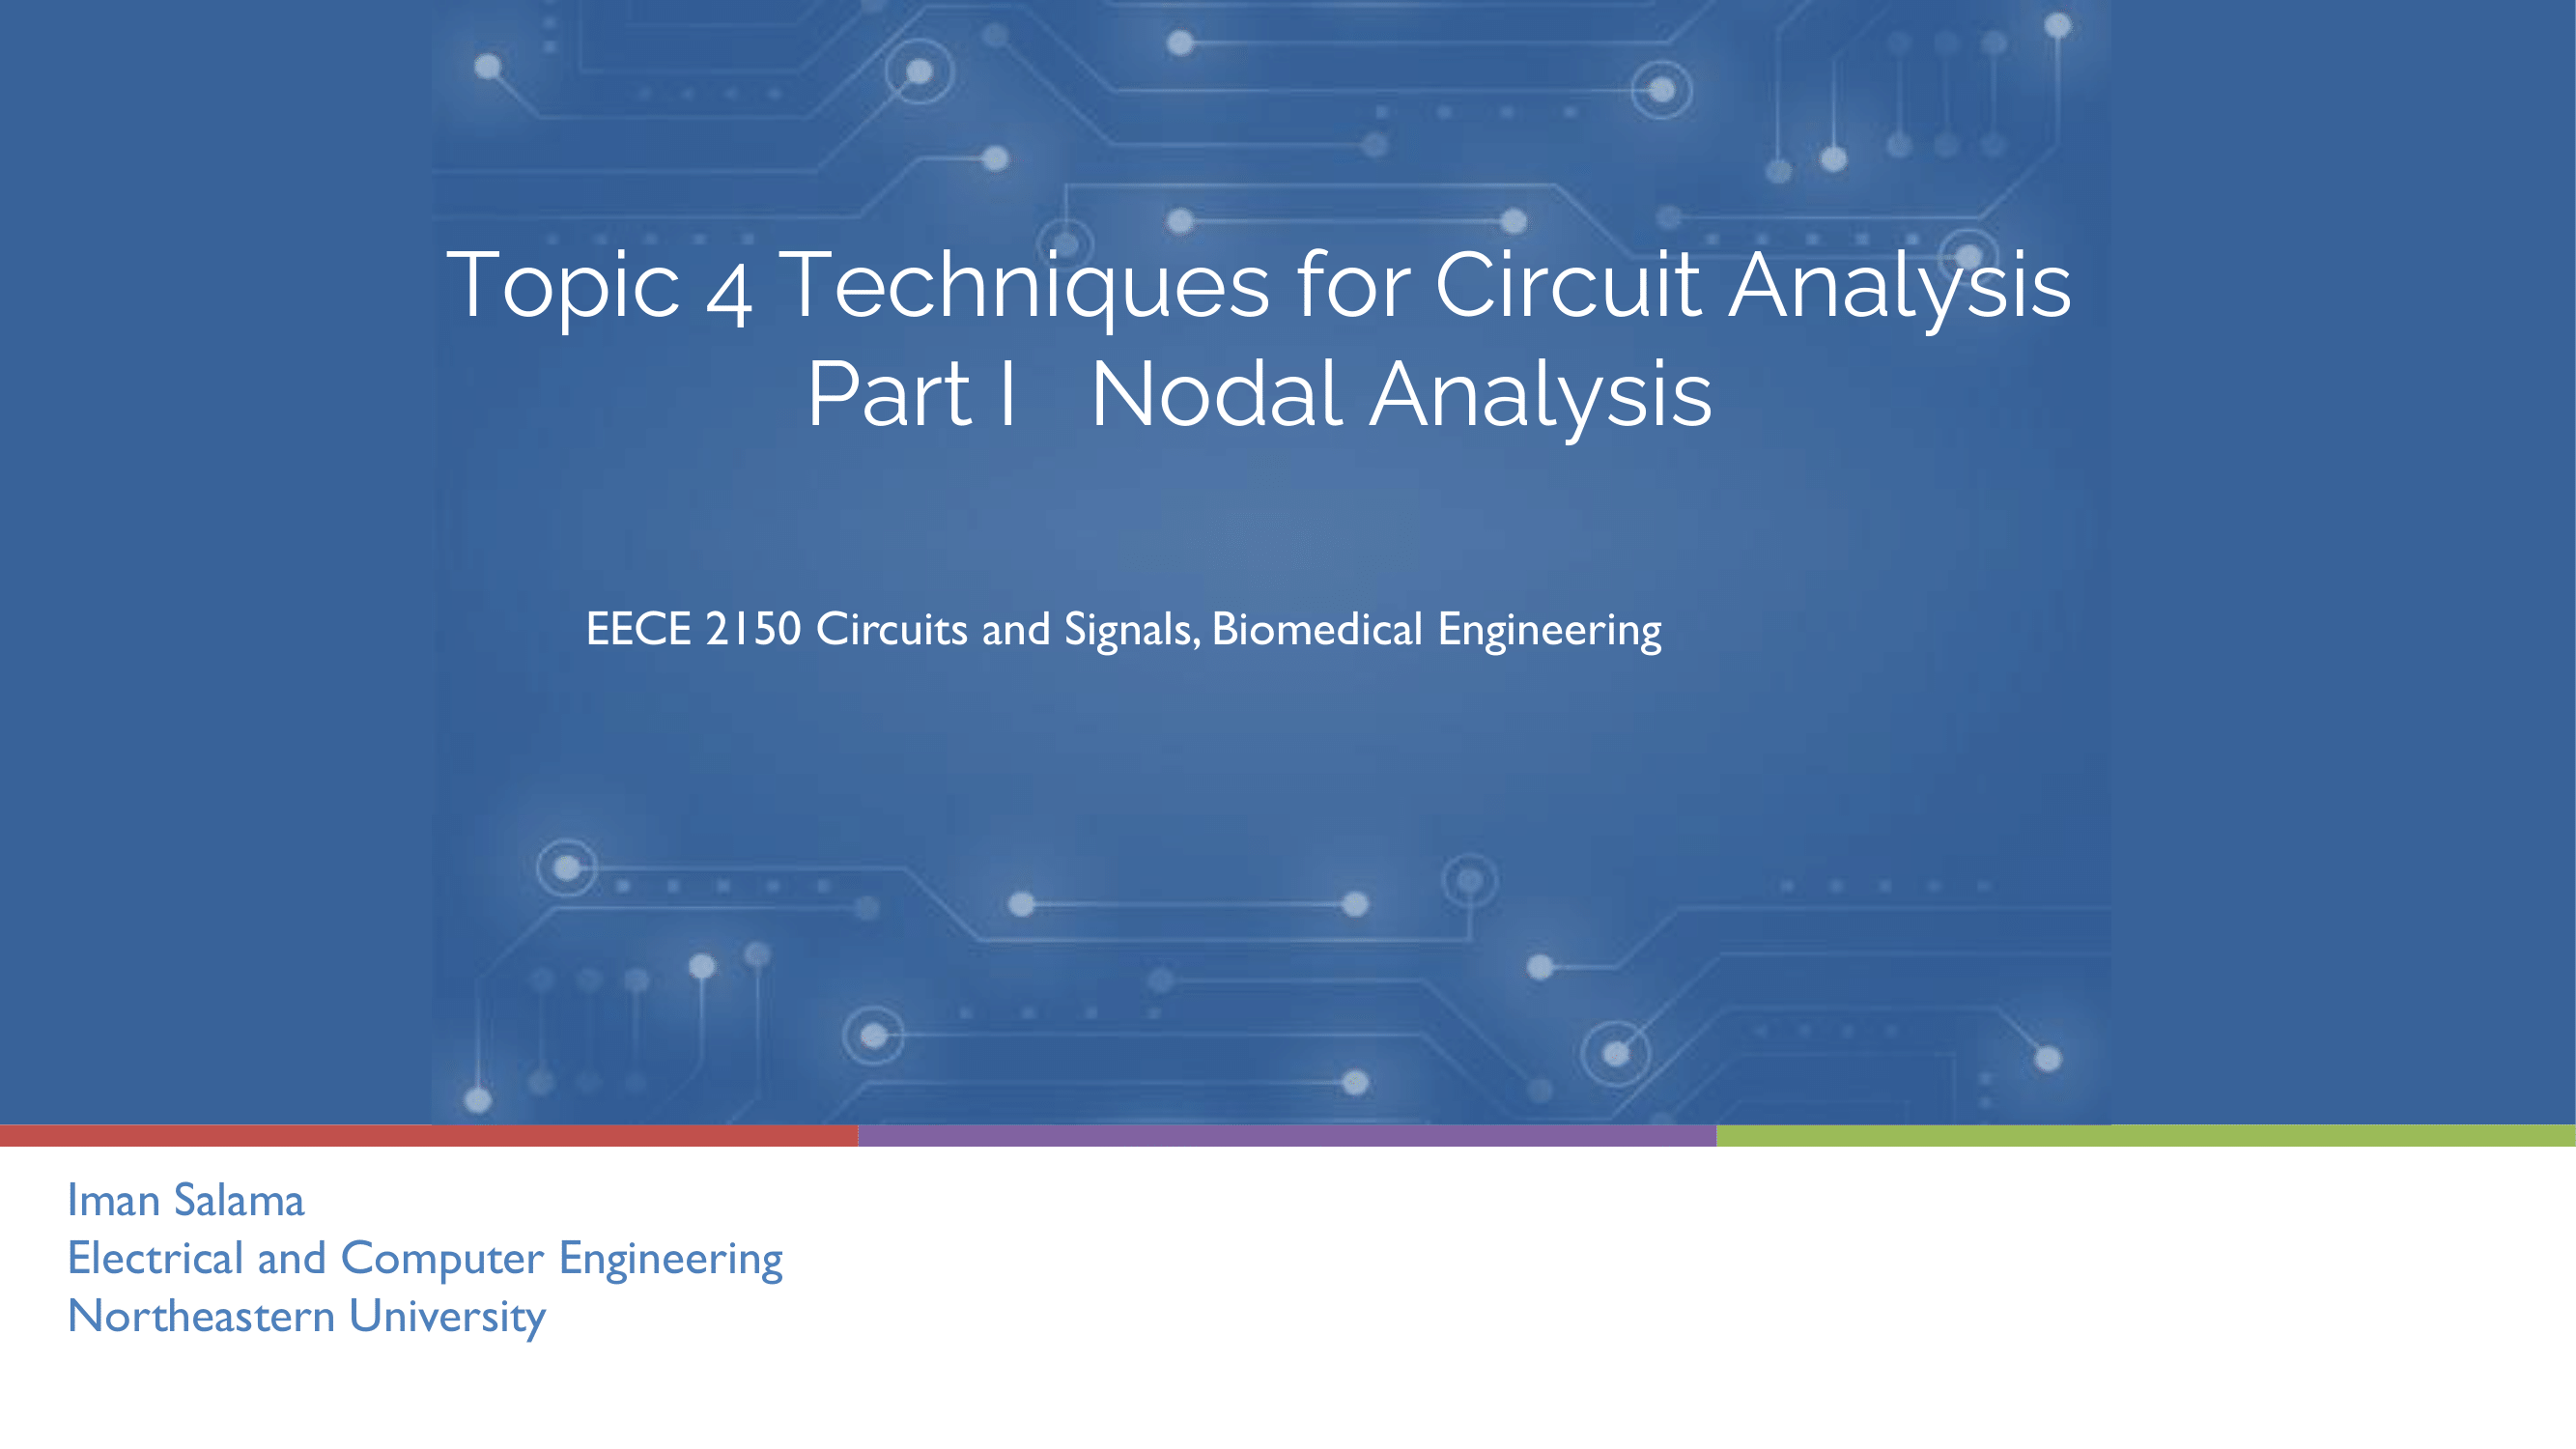 Topic 4 Techniques for Circuit Analysis
Part I Nodal Analysis
EECE 2150 Circuits and Signals, Biomedical Engineering
Iman Salama
Electrical and Computer Engineering
Northeastern University